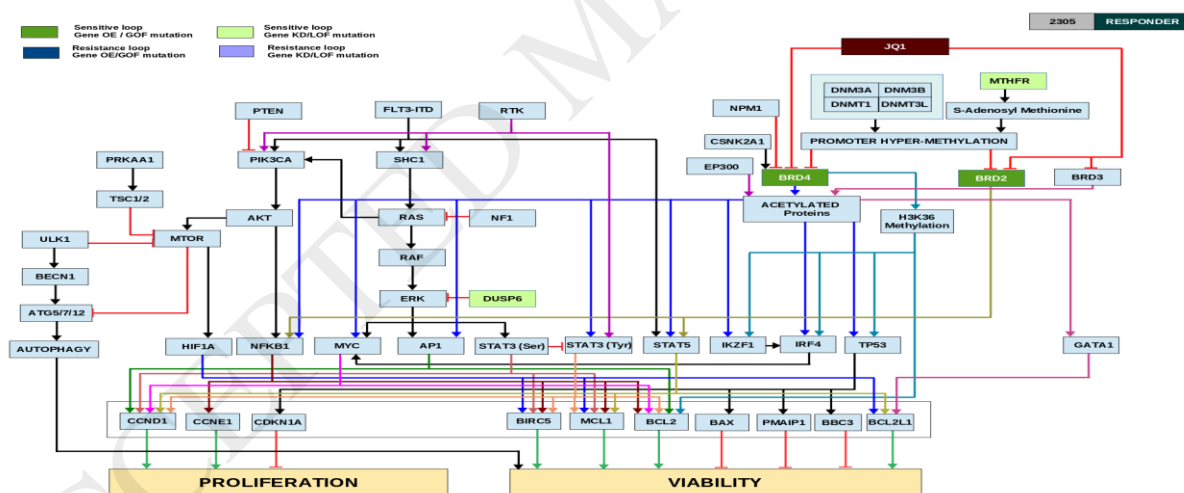 Sensitive loop
Gene OE / GOF mutation
Sensitive loop
Gene KD/LOF mutation
Resistance loop
Gene OE/GOF mutation
Resistance loop
Gene KD/LOF mutation
2305 RESPONDER
JQ1
PTEN
FLT3-ITD
RTK
NPM1
DNM3A DNM3B
DNMT1 DNMT3L
MTHFR
S-Adenosyl Methionine
CSNK2A1
PROMOTER HYPER-METHYLATION
PRKAA1
PIK3CA
SHC1
EP300
BRD4
BRD2
BRD3
TSC1/2
AKT
RAS
NF1
ACETYLATED
Proteins
H3K36
Methylation
ULK1
MTOR
RAF
BECN1
ERK
DUSP6
ATG5/7/12
AUTOPHAGY
HIF1A
NFKB1
MYC
AP1
STAT3 (Ser)
STAT3 (Tyr)
STAT5
IKZF1
IRF4
TP53
GATA1
CCND1
CCNE1
CDKN1A
BIRC5
MCL1
BCL2
BAX
PMAIP1
BBC3
BCL2L1
PROLIFERATION
VIABILITY